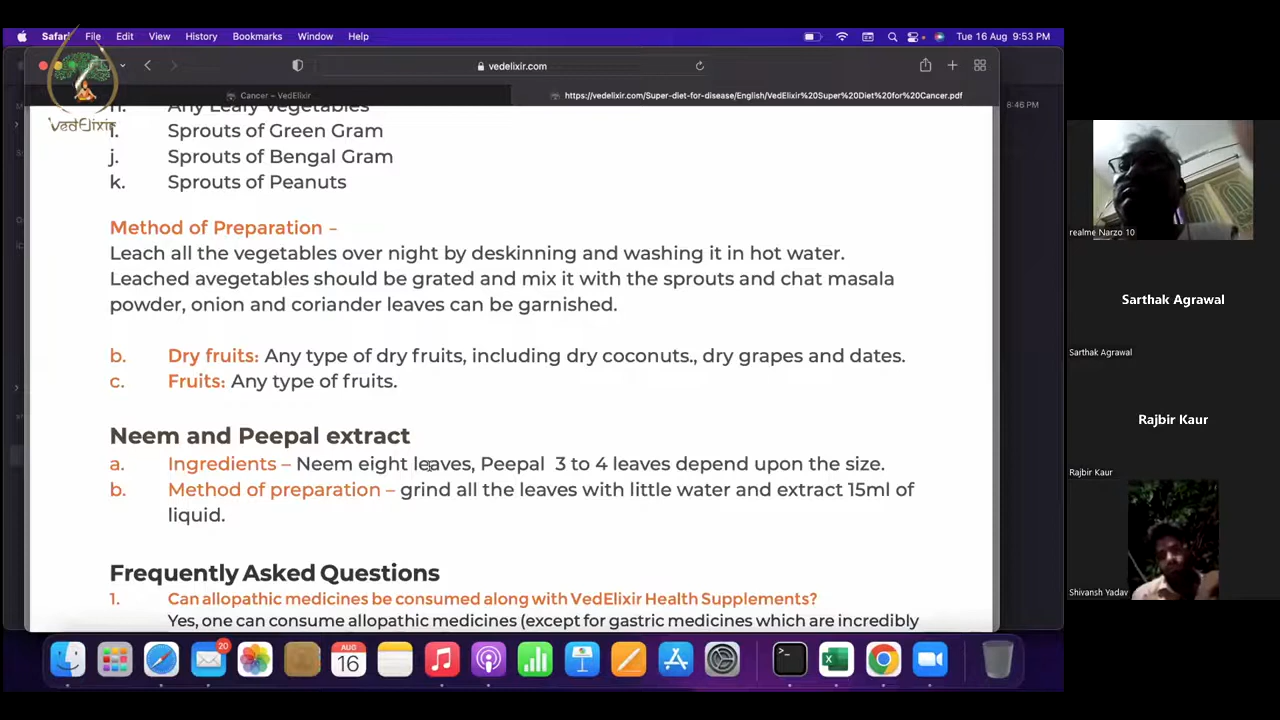 Safari File Edit View History Bookmarks Window Help Tue 16 Aug 9:53 PM
vedelixir.com
Cancer – VedElixir https://vedelixir.com/Super-diet-for-disease/English/VedElixir%20Super%20Diet%20for%20Cancer.pdf 8:46 PM
VedElixir
h. Any Leafy Vegetables
i. Sprouts of Green Gram
j. Sprouts of Bengal Gram
k. Sprouts of Peanuts
Method of Preparation –
Leach all the vegetables over night by deskinning and washing it in hot water.
Leached avegetables should be grated and mix it with the sprouts and chat masala
powder, onion and coriander leaves can be garnished.
b. Dry fruits: Any type of dry fruits, including dry coconuts., dry grapes and dates.
c. Fruits: Any type of fruits.
Neem and Peepal extract
a. Ingredients – Neem eight leaves, Peepal 3 to 4 leaves depend upon the size.
b. Method of preparation – grind all the leaves with little water and extract 15ml of
liquid.
Frequently Asked Questions
1. Can allopathic medicines be consumed along with VedElixir Health Supplements?
Yes, one can consume allopathic medicines (except for gastric medicines which are incredibly
20
AUG
16
realme Narzo 10
Sarthak Agrawal
Sarthak Agrawal
Rajbir Kaur
Rajbir Kaur
Shivansh Yadav